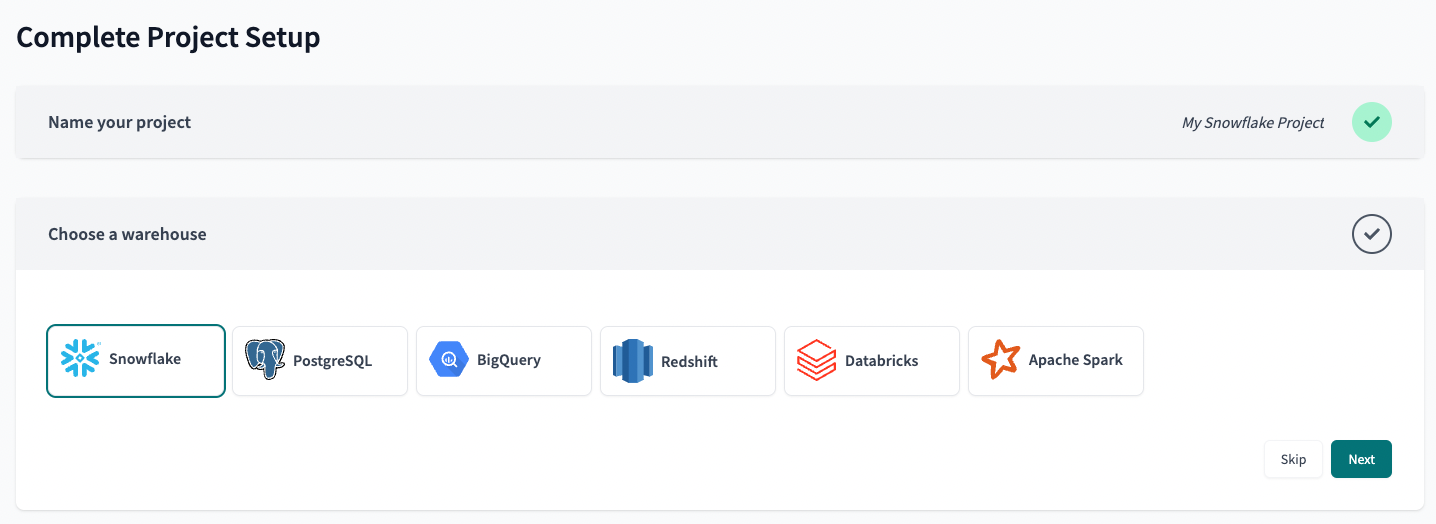 Complete Project Setup
Name your project My Snowflake Project
Choose a warehouse
Snowflake PostgreSQL BigQuery Redshift Databricks Apache Spark
Skip Next